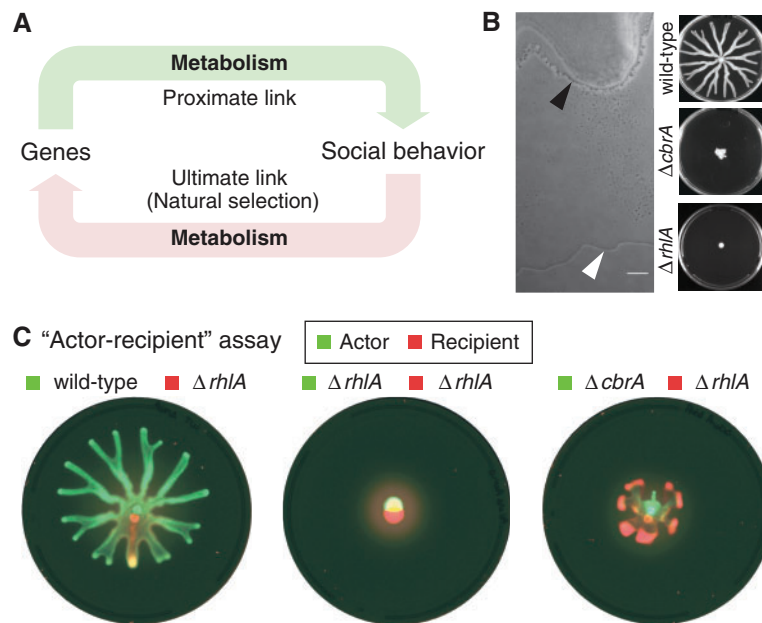 A
Metabolism
Proximate link
Genes
Social behavior
Ultimate link
(Natural selection)
Metabolism
B
wild-type
ΔcbrA
ΔrhlA
C "Actor-recipient" assay
Actor Recipient
wild-type ΔrhlA
ΔrhlA ΔrhlA
ΔcbrA ΔrhlA